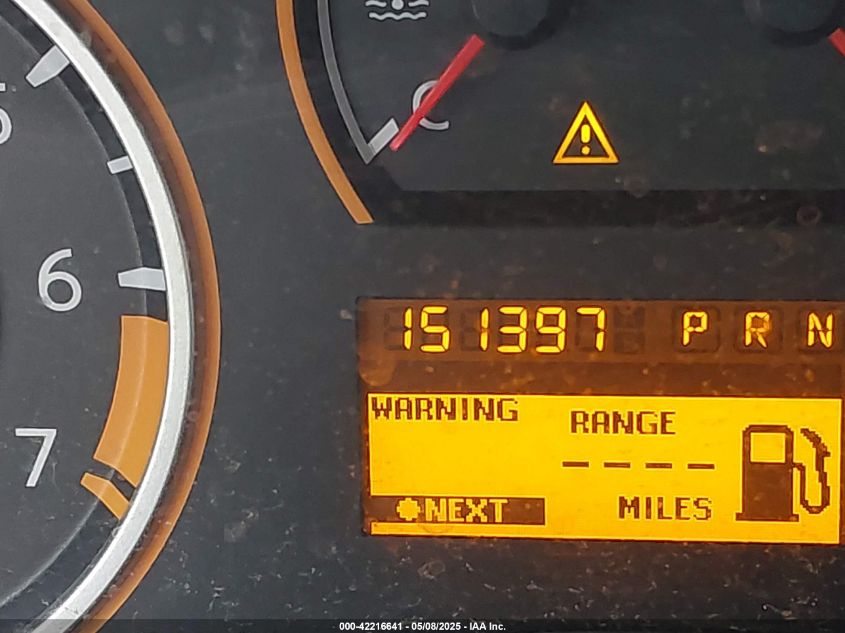 6
7
C
151397 P R N
WARNING
RANGE
----
NEXT
MILES
000-42216641 - 05/08/2025 - IAA Inc.